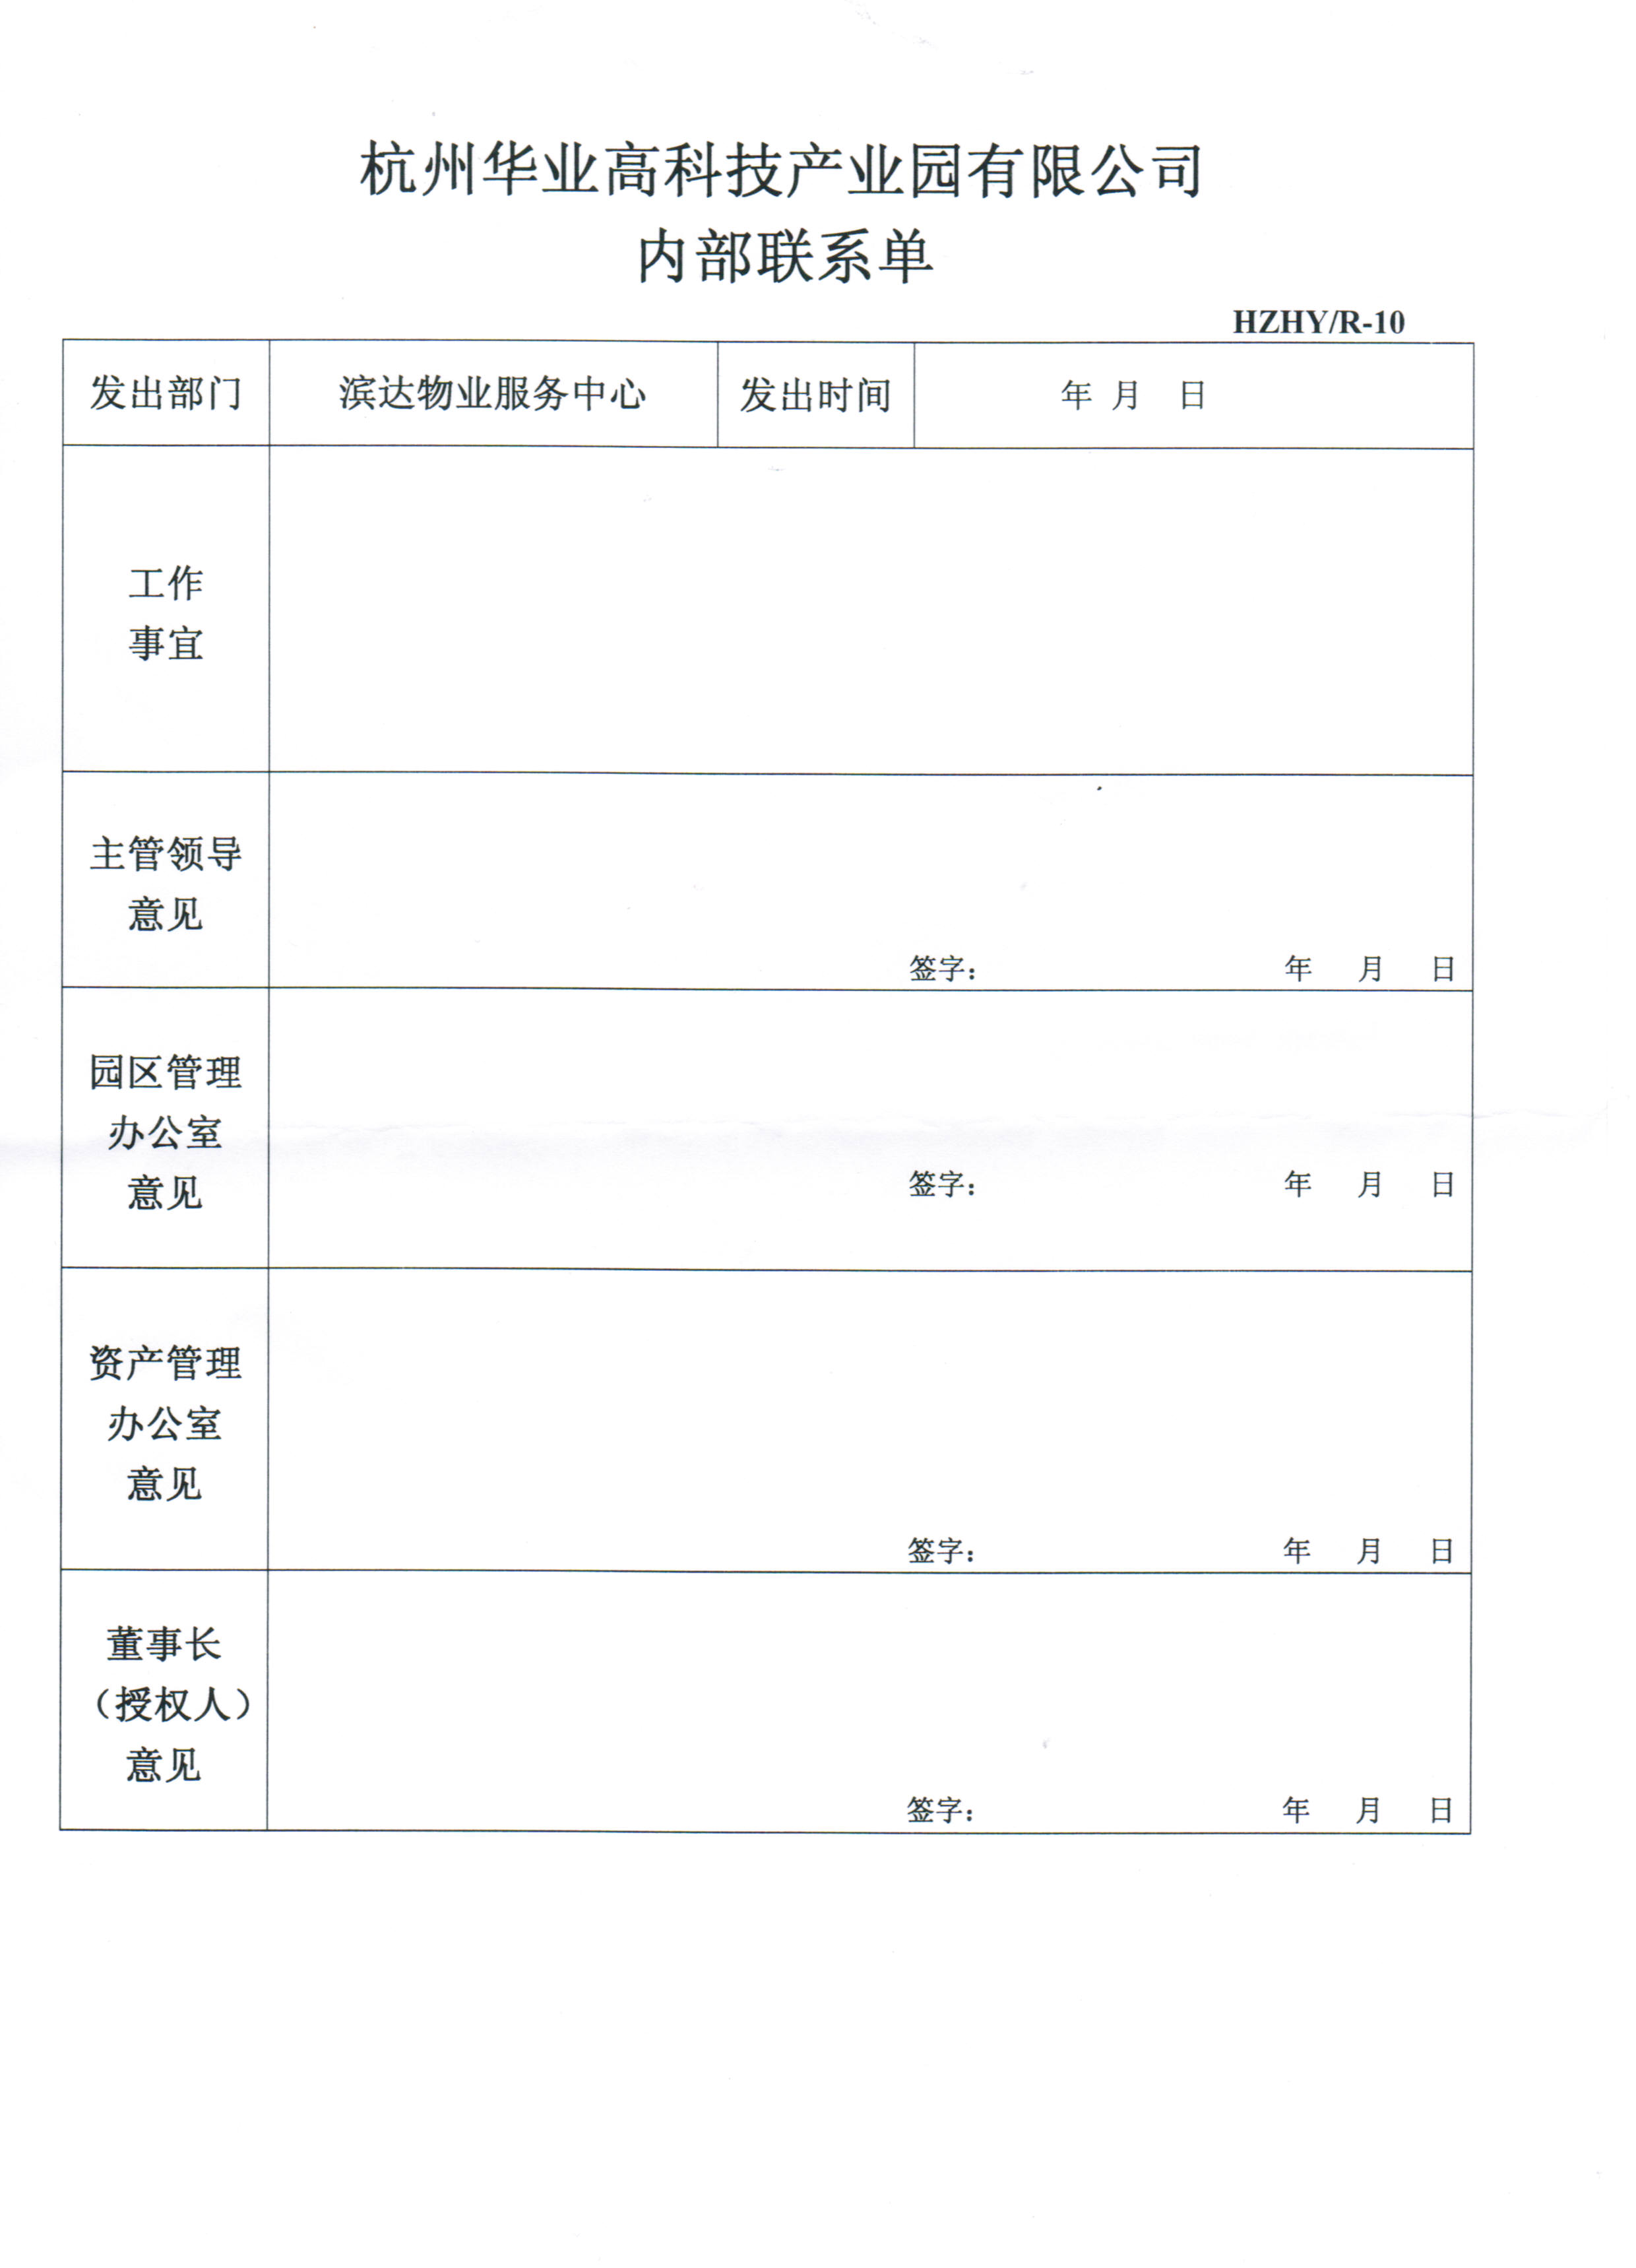 杭州华业高科技产业园有限公司
内部联系单
HZHY/R-10
发出部门 滨达物业服务中心 发出时间 年 月 日
工作
事宜
主管领导
意见
签字： 年 月 日
园区管理
办公室
意见
签字： 年 月 日
资产管理
办公室
意见
签字： 年 月 日
董事长
（授权人）
意见
签字： 年 月 日